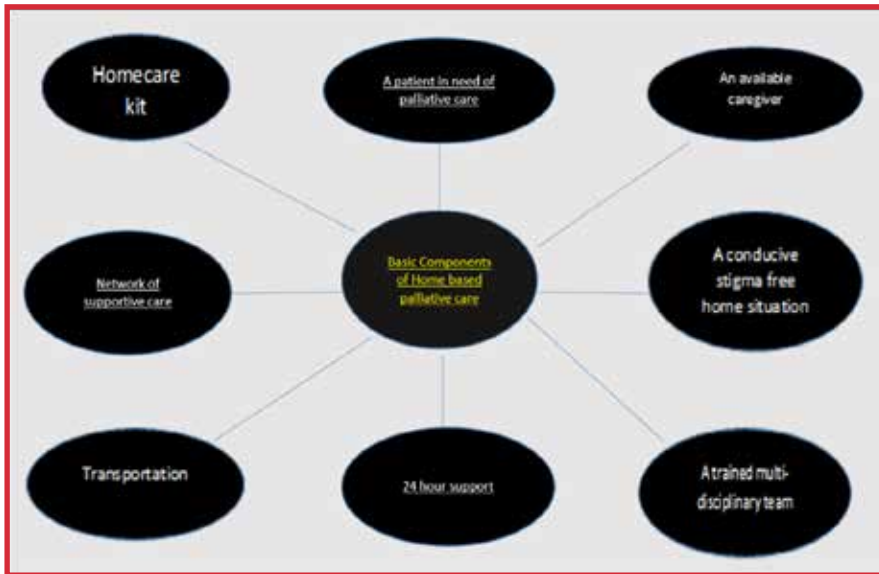 Homecare
kit
A patient in need of
palliative care
An available
caregiver
Network of
supportive care
Basic Components
of Home based
palliative care
A conducive
stigma free
home situation
Transportation
24 hour support
A trained multi-
disciplinary team